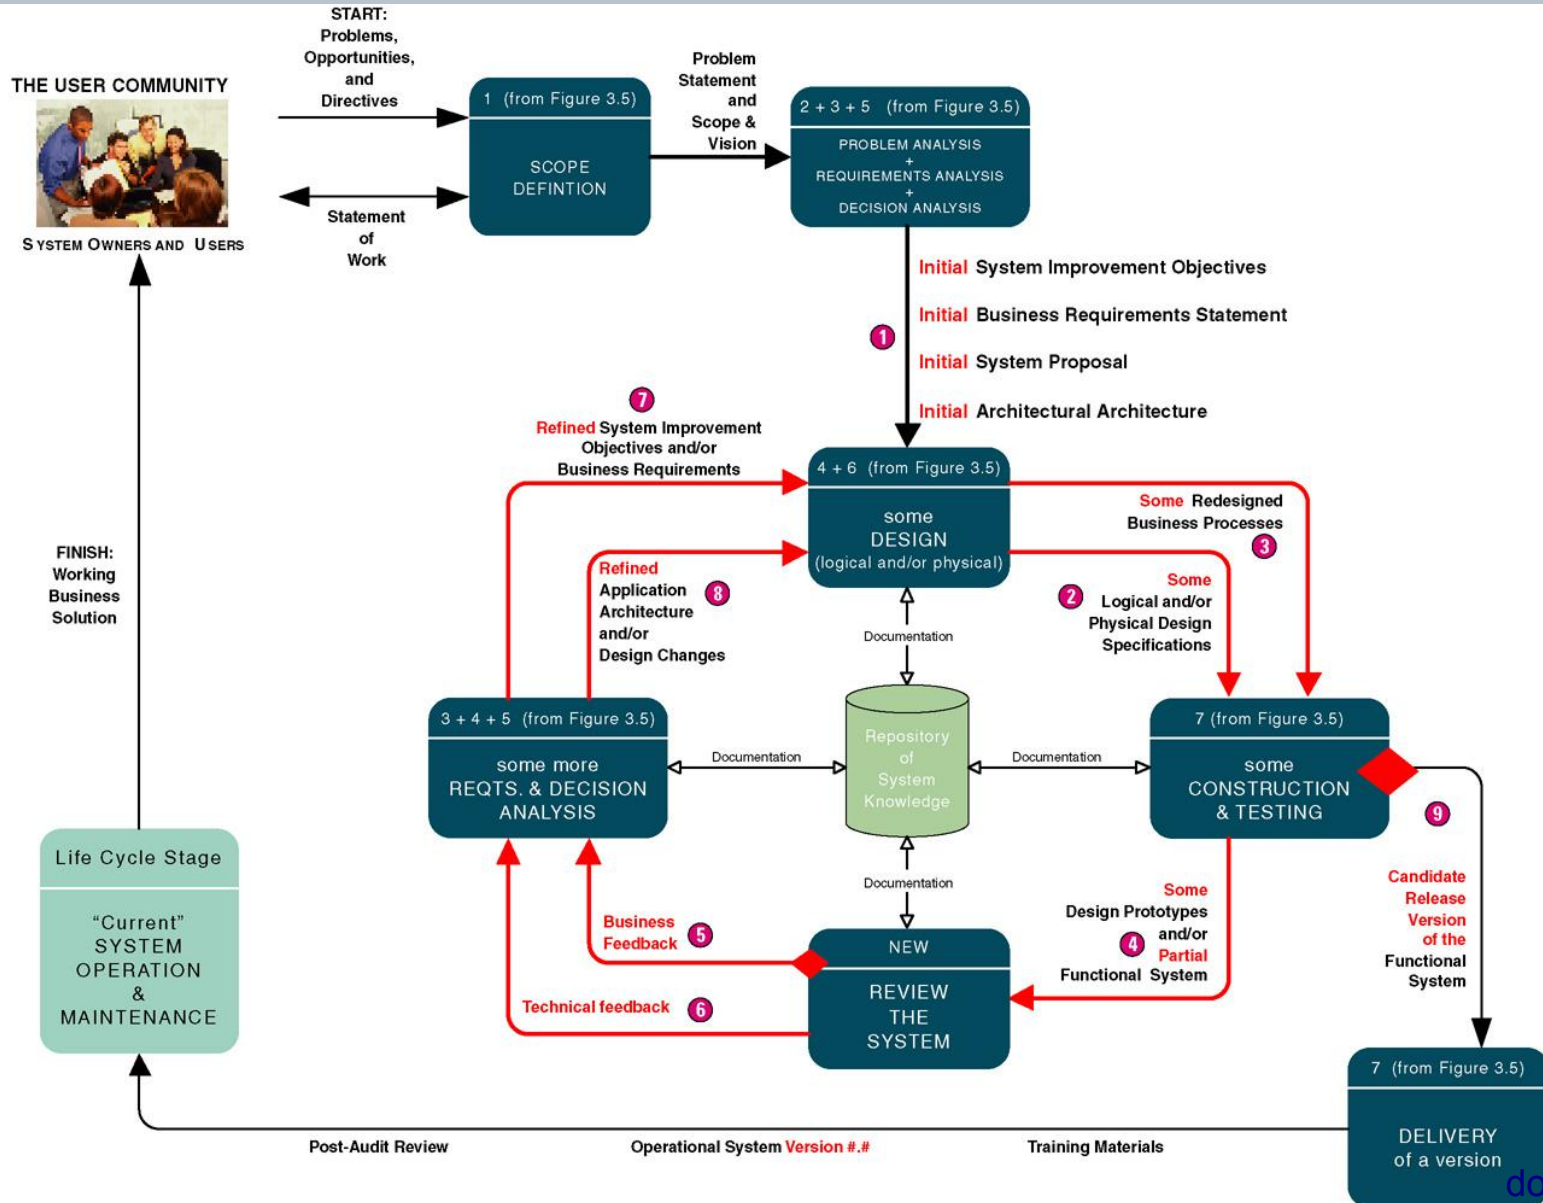 START:
Problems,
Opportunities,
and
Directives
THE USER COMMUNITY
SYSTEM OWNERS AND USERS
Statement
of
Work
1 (from Figure 3.5)
SCOPE
DEFINTION
Problem
Statement
and
Scope &
Vision
2 + 3 + 5 (from Figure 3.5)
PROBLEM ANALYSIS
+
REQUIREMENTS ANALYSIS
+
DECISION ANALYSIS
1
Initial System Improvement Objectives
Initial Business Requirements Statement
Initial System Proposal
Initial Architectural Architecture
7
Refined System Improvement
Objectives and/or
Business Requirements
4 + 6 (from Figure 3.5)
some
DESIGN
(logical and/or physical)
Some Redesigned
Business Processes
3
2
Some
Logical and/or
Physical Design
Specifications
Refined
Application
Architecture
and/or
Design Changes
8
FINISH:
Working
Business
Solution
Documentation
3 + 4 + 5 (from Figure 3.5)
some more
REQTS. & DECISION
ANALYSIS
Documentation
Repository
of
System
Knowledge
Documentation
7 (from Figure 3.5)
some
CONSTRUCTION
& TESTING
9
Candidate
Release
Version
of the
Functional
System
Documentation
Some
Design Prototypes
and/or
Partial
Functional System
4
Business
Feedback
5
Technical feedback
6
NEW
REVIEW
THE
SYSTEM
Life Cycle Stage
“Current”
SYSTEM
OPERATION
&
MAINTENANCE
7 (from Figure 3.5)
DELIVERY
of a version
Post-Audit Review
Operational System Version #.#
Training Materials
do